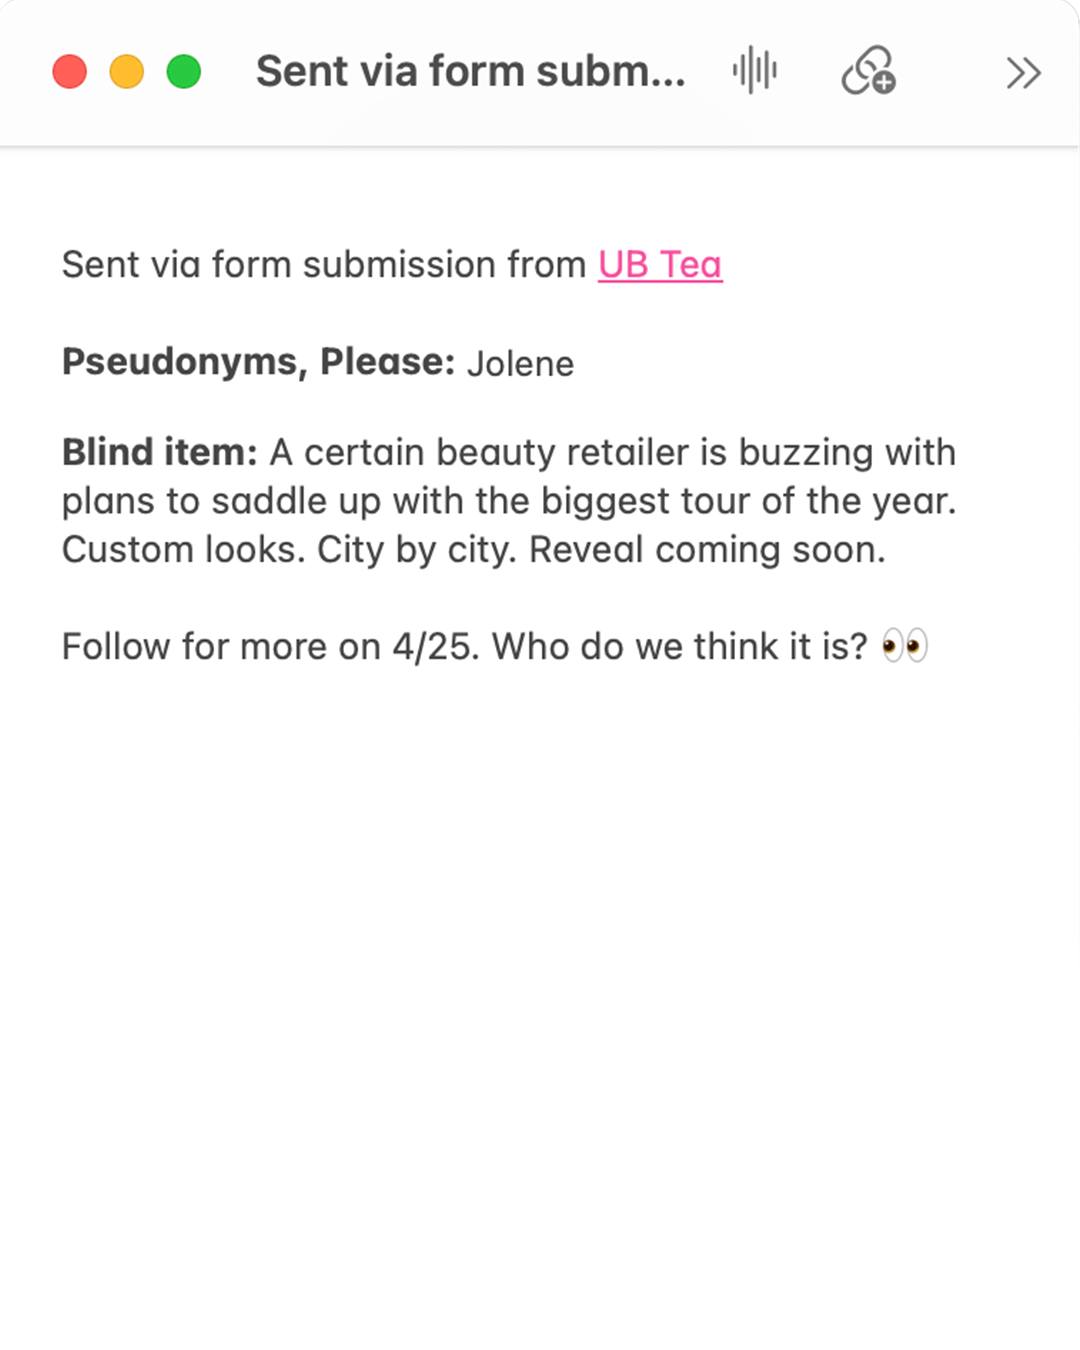 Sent via form subm...
Sent via form submission from UB Tea
Pseudonyms, Please: Jolene
Blind item: A certain beauty retailer is buzzing with
plans to saddle up with the biggest tour of the year.
Custom looks. City by city. Reveal coming soon.
Follow for more on 4/25. Who do we think it is? 👀